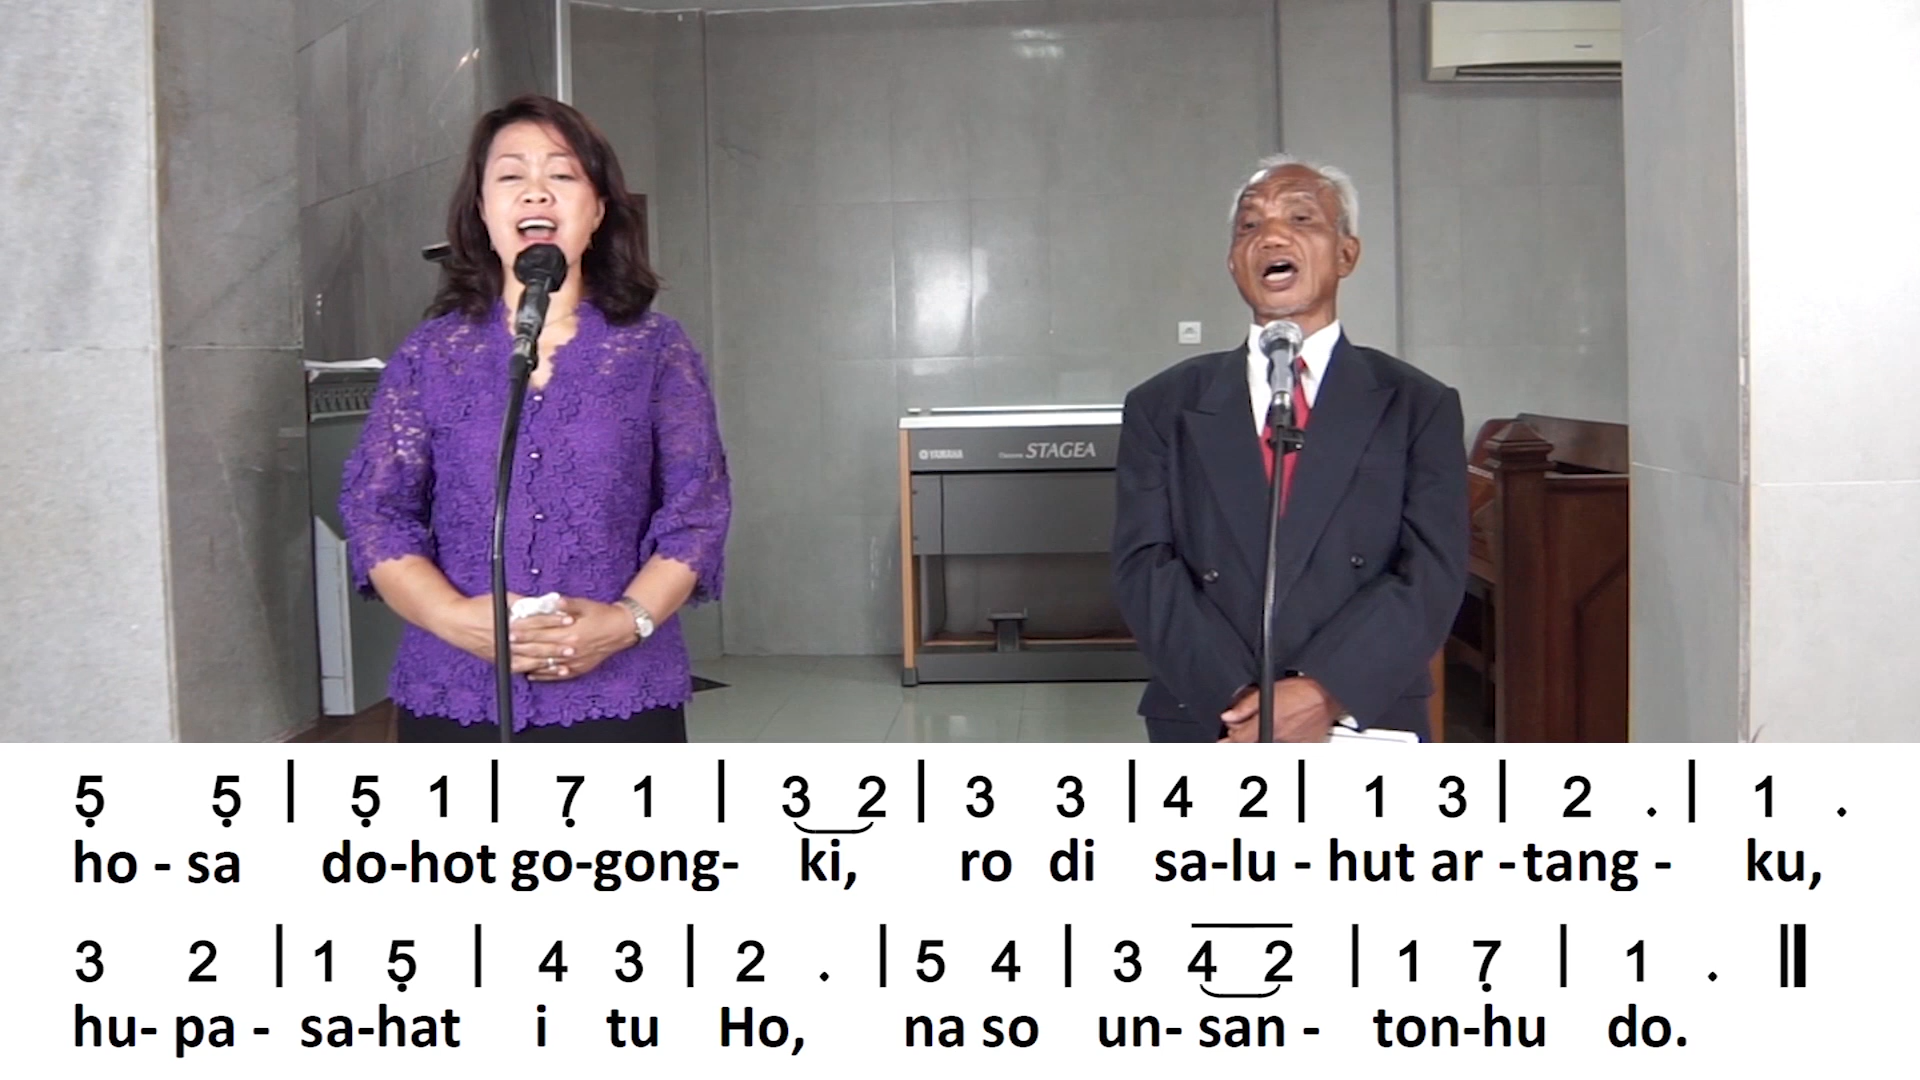 YAMAHA Electone STAGEA
5̣ 5̣ | 5̣ 1 | 7̣ 1 | 3 2 | 3 3 | 4 2 | 1 3 | 2 . | 1 .
ho - sa do-hot go-gong- ki, ro di sa-lu - hut ar - tang - ku,
3 2 | 1 5̣ | 4 3 | 2 . | 5 4 | 3 4 2 | 1 7̣ | 1 . ||
hu- pa - sa-hat i tu Ho, na so un- san - ton-hu do.